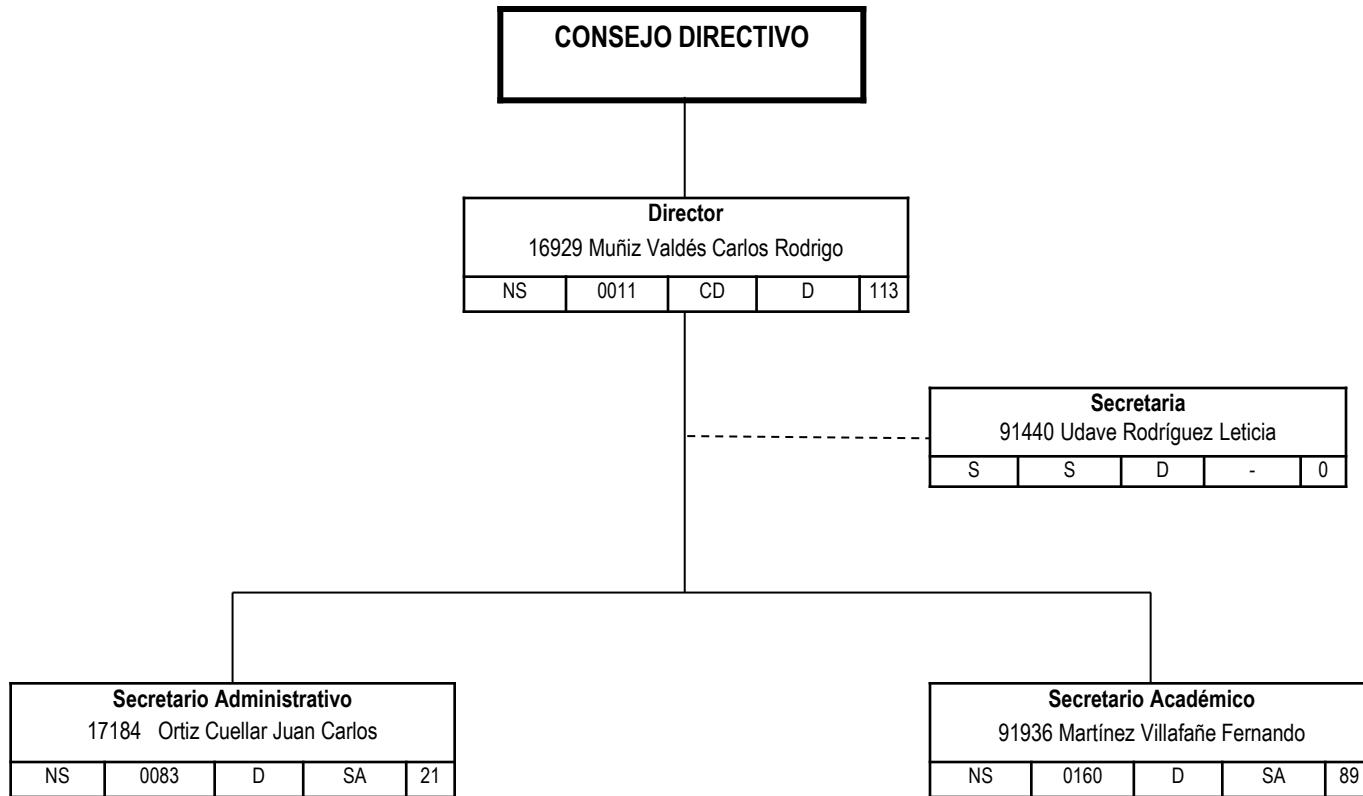 CONSEJO DIRECTIVO
Director
16929 Muñiz Valdés Carlos Rodrigo
NS 0011 CD D 113
Secretaria
91440 Udave Rodríguez Leticia
S S D - 0
Secretario Administrativo
17184 Ortiz Cuellar Juan Carlos
NS 0083 D SA 21
Secretario Académico
91936 Martínez Villafañe Fernando
NS 0160 D SA 89